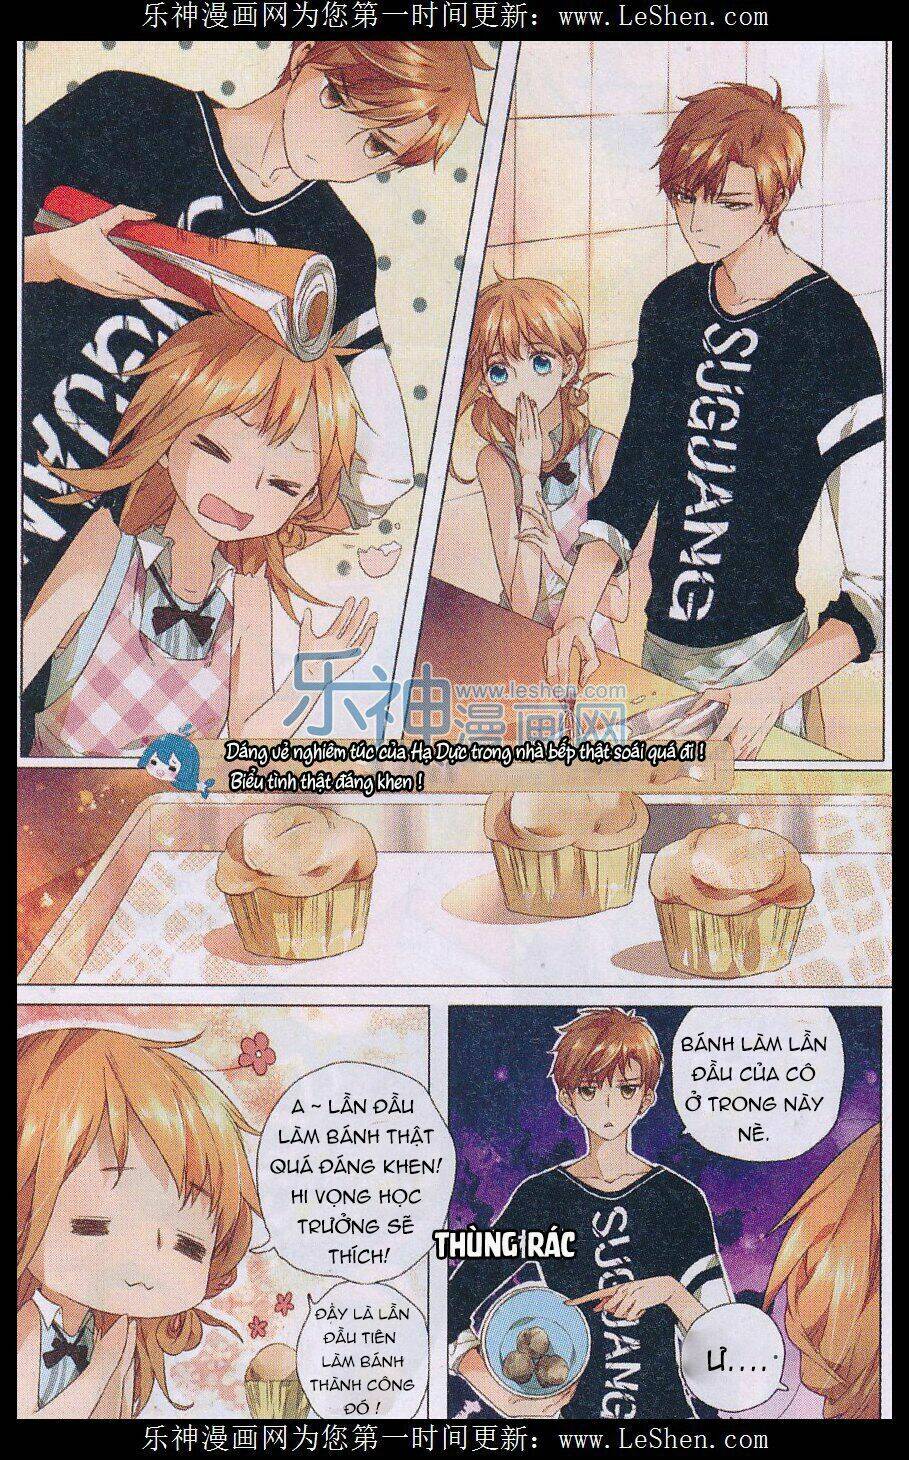 乐神漫画网为您第一时间更新：www.LeShen.com
SUGUANG
乐神漫画网
www.leshen.com
Dáng vẻ nghiêm túc của Hạ Dực trong nhà bếp thật soái quá đi !
Biểu tình thật đáng khen !
A ~ LẦN ĐẦU
LÀM BÁNH THẬT
QUÁ ĐÁNG KHEN!
HI VỌNG HỌC
TRƯỞNG SẼ
THÍCH!
ĐÂY LÀ LẦN
ĐẦU TIÊN
LÀM BÁNH
THÀNH CÔNG
ĐÓ !
BÁNH LÀM LẦN
ĐẦU CỦA CÔ
Ở TRONG NÀY
NÈ.
THÙNG RÁC
SUGUANG
Ư....
乐神漫画网为您第一时间更新：www.LeShen.com